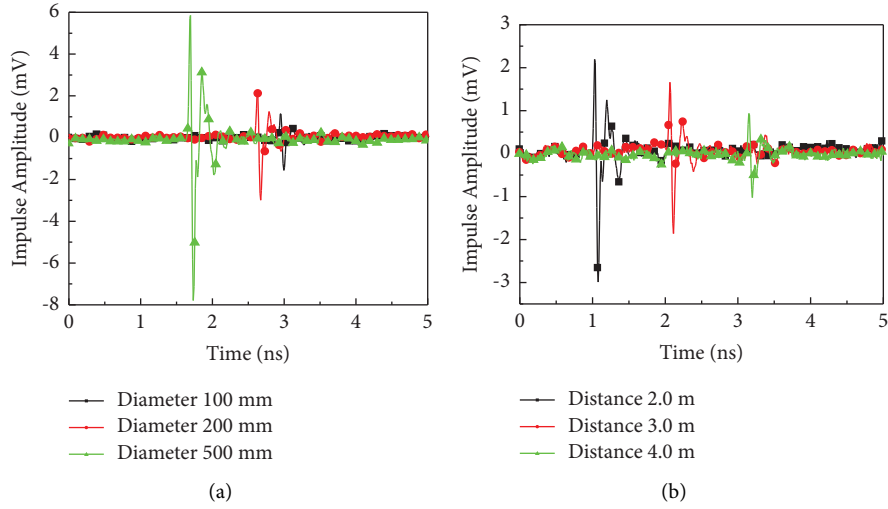 6
4
2
0
-2
-4
-6
-8
Impulse Amplitude (mV)
0 1 2 3 4 5
Time (ns)
Diameter 100 mm
Diameter 200 mm
Diameter 500 mm
(a)
3
2
1
0
-1
-2
-3
Impulse Amplitude (mV)
0 1 2 3 4 5
Time (ns)
Distance 2.0 m
Distance 3.0 m
Distance 4.0 m
(b)